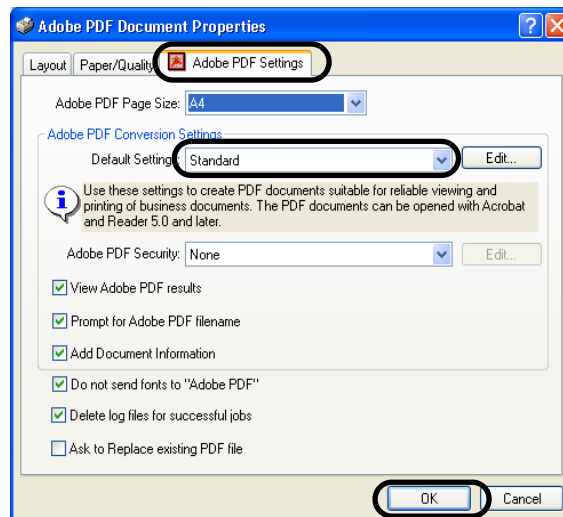 Adobe PDF Document Properties
Layout Paper/Quality Adobe PDF Settings
Adobe PDF Page Size: A4
Adobe PDF Conversion Settings
Default Settings: Standard Edit...
Use these settings to create PDF documents suitable for reliable viewing and
printing of business documents. The PDF documents can be opened with Acrobat
and Reader 5.0 and later.
Adobe PDF Security: None Edit...
View Adobe PDF results
Prompt for Adobe PDF filename
Add Document Information
Do not send fonts to "Adobe PDF"
Delete log files for successful jobs
Ask to Replace existing PDF file
OK Cancel